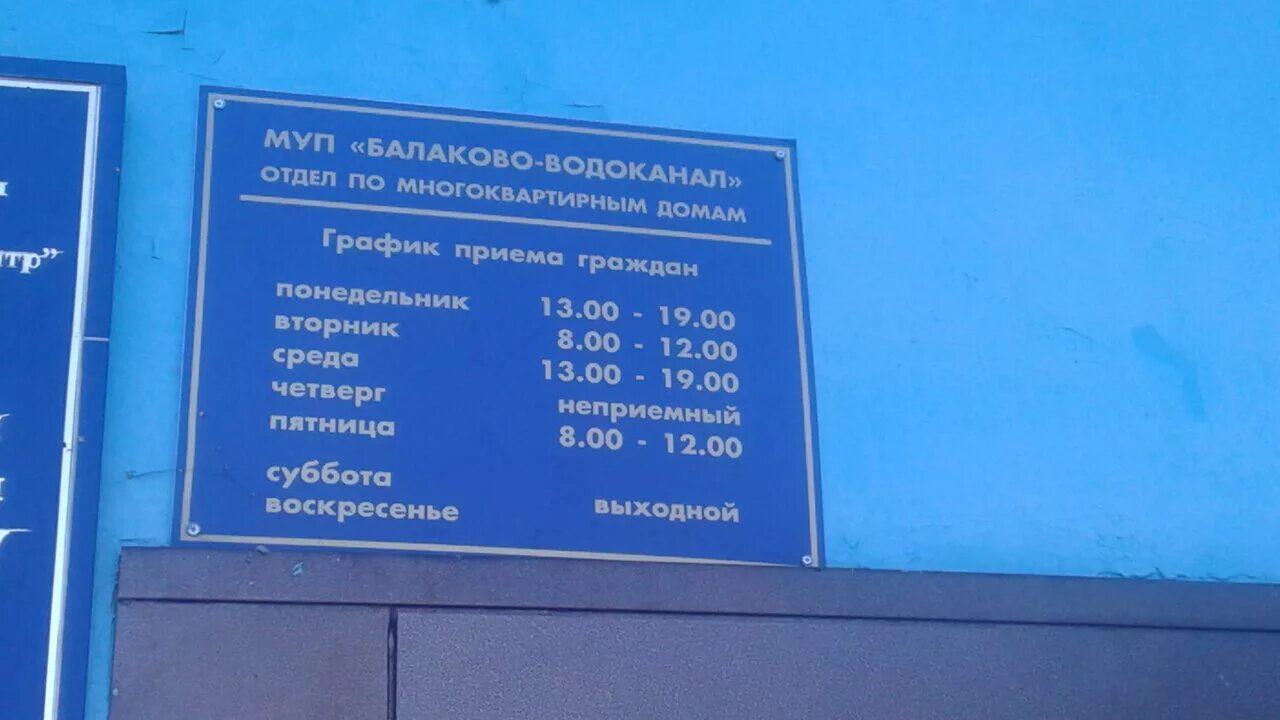 МУП «БАЛАКОВО-ВОДОКАНАЛ»
ОТДЕЛ ПО МНОГОКВАРТИРНЫМ ДОМАМ
График приема граждан
понедельник 13.00 - 19.00
вторник 8.00 - 12.00
среда 13.00 - 19.00
четверг неприемный
пятница 8.00 - 12.00
суббота
воскресенье выходной